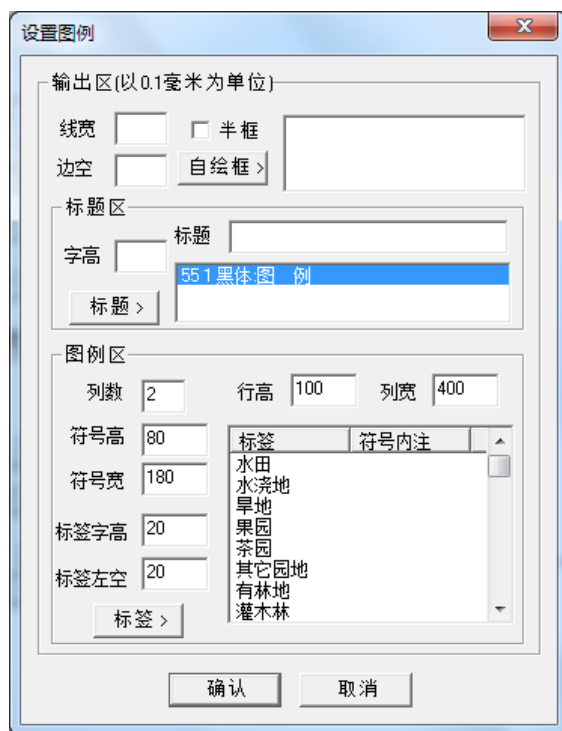 设置图例
输出区(以0.1毫米为单位)
线宽 半框
边空 自绘框 >
标题区
字高 标题
55 1 黑体:图 例
标题 >
图例区
列数 2 行高 100 列宽 400
符号高 80
符号宽 180
标签字高 20
标签左空 20
标签 >
标签 符号内注
水田
水浇地
旱地
果园
茶园
其它园地
有林地
灌木林
确认 取消